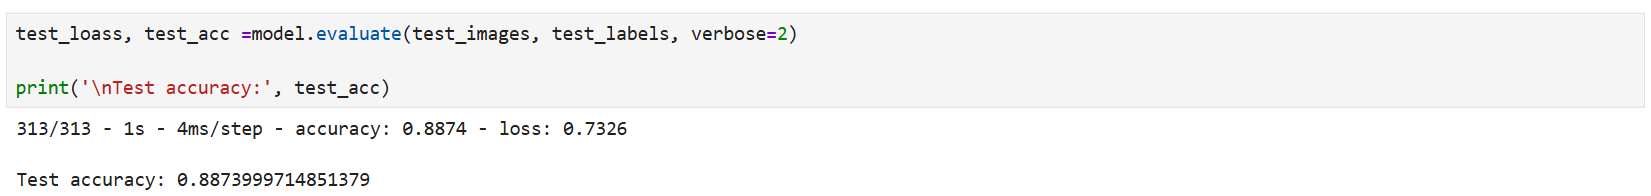 test_loass, test_acc =model.evaluate(test_images, test_labels, verbose=2)
print('\nTest accuracy:', test_acc)
313/313 - 1s - 4ms/step - accuracy: 0.8874 - loss: 0.7326
Test accuracy: 0.8873999714851379